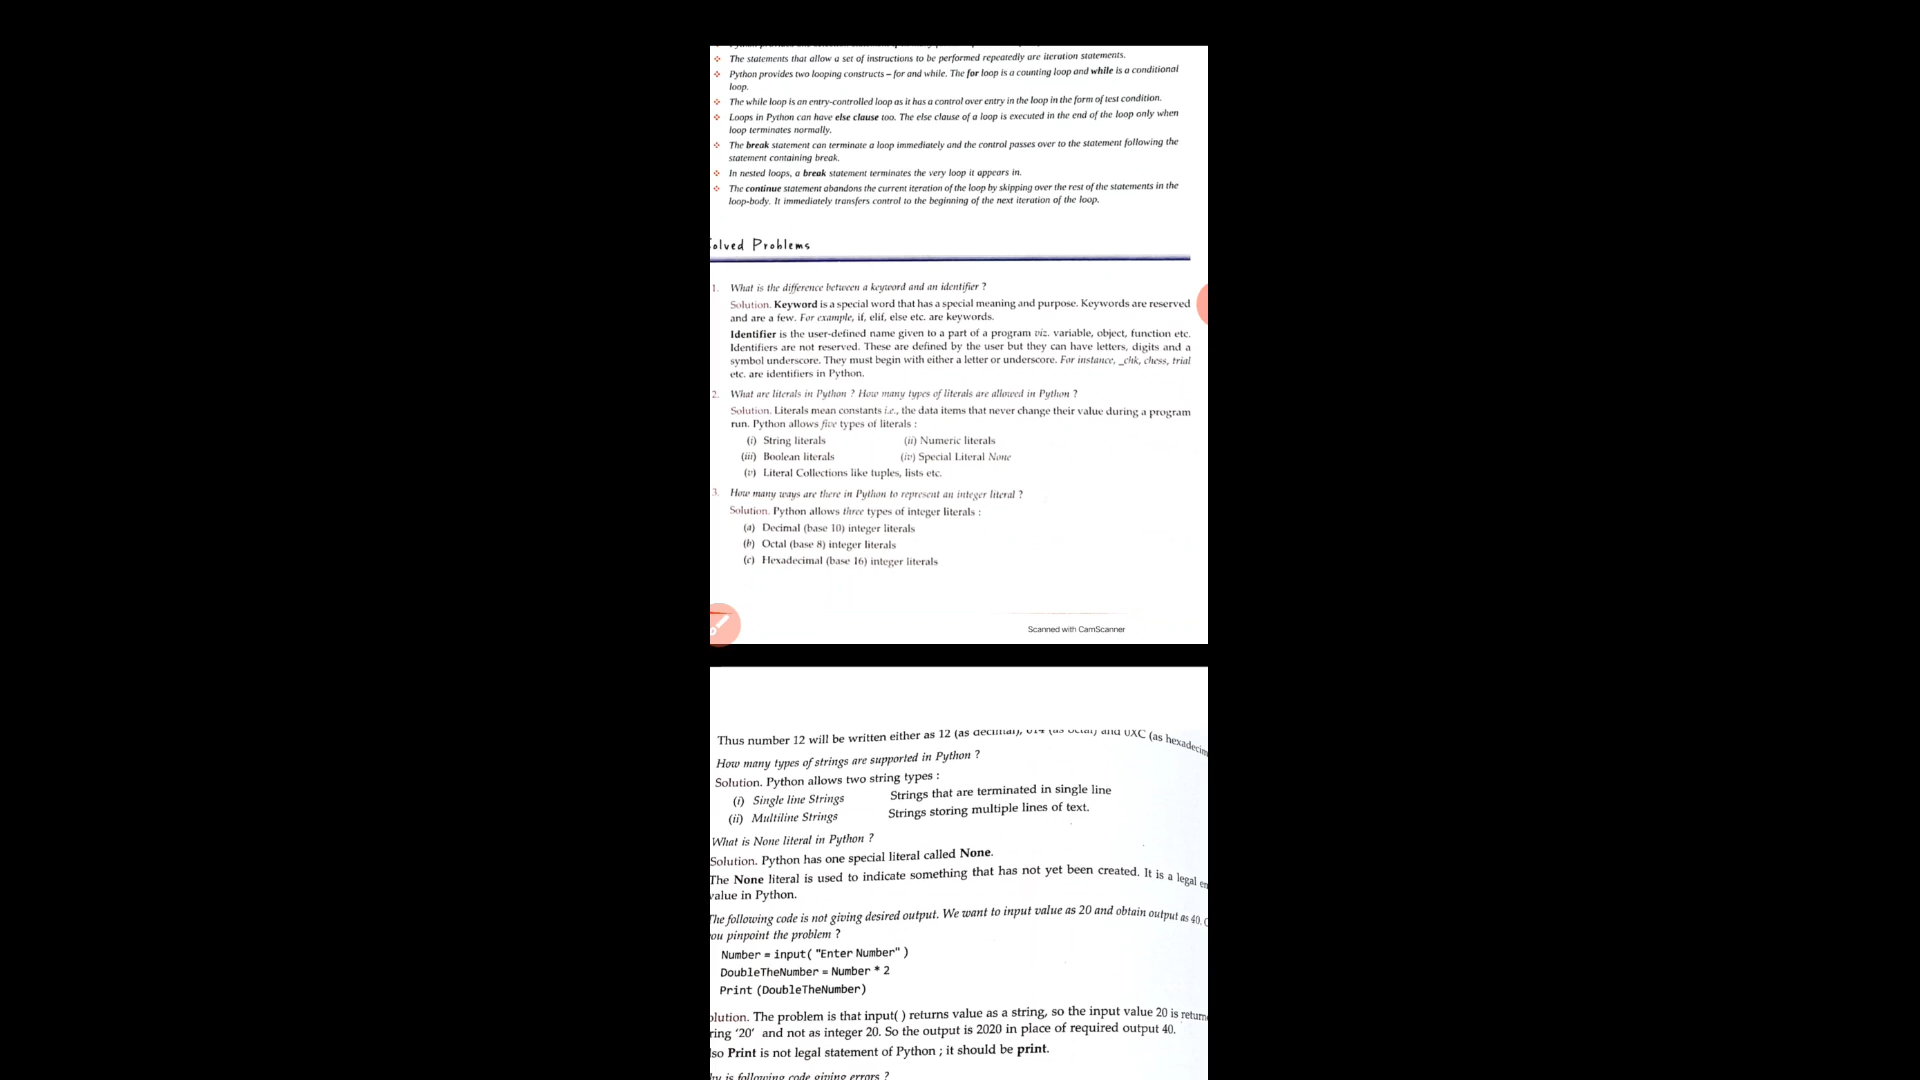 The statements that allow a set of instructions to be performed repeatedly are iteration statements.
Python provides two looping constructs – for and while. The for loop is a counting loop and while is a conditional
loop.
The while loop is an entry-controlled loop as it has a control over entry in the loop in the form of test condition.
Loops in Python can have else clause too. The else clause of a loop is executed in the end of the loop only when
loop terminates normally.
The break statement can terminate a loop immediately and the control passes over to the statement following the
statement containing break.
In nested loops, a break statement terminates the very loop it appears in.
The continue statement abandons the current iteration of the loop by skipping over the rest of the statements in the
loop-body. It immediately transfers control to the beginning of the next iteration of the loop.
olved Problems
1. What is the difference between a keyword and an identifier ?
Solution. Keyword is a special word that has a special meaning and purpose. Keywords are reserved
and are a few. For example, if, elif, else etc. are keywords.
Identifier is the user-defined name given to a part of a program viz. variable, object, function etc.
Identifiers are not reserved. These are defined by the user but they can have letters, digits and a
symbol underscore. They must begin with either a letter or underscore. For instance, _chk, chess, trial
etc. are identifiers in Python.
2. What are literals in Python ? How many types of literals are allowed in Python ?
Solution. Literals mean constants i.e., the data items that never change their value during a program
run. Python allows five types of literals :
(i) String literals (ii) Numeric literals
(iii) Boolean literals (iv) Special Literal None
(v) Literal Collections like tuples, lists etc.
3. How many ways are there in Python to represent an integer literal ?
Solution. Python allows three types of integer literals :
(a) Decimal (base 10) integer literals
(b) Octal (base 8) integer literals
(c) Hexadecimal (base 16) integer literals
Scanned with CamScanner
Thus number 12 will be written either as 12 (as decimal), and 0XC (as hexadecim
How many types of strings are supported in Python ?
Solution. Python allows two string types :
(i) Single line Strings Strings that are terminated in single line
(ii) Multiline Strings Strings storing multiple lines of text.
What is None literal in Python ?
Solution. Python has one special literal called None.
The None literal is used to indicate something that has not yet been created. It is a legal em
value in Python.
The following code is not giving desired output. We want to input value as 20 and obtain output as 40. C
ou pinpoint the problem ?
Number = input( "Enter Number" )
DoubleTheNumber = Number * 2
Print (DoubleTheNumber)
olution. The problem is that input( ) returns value as a string, so the input value 20 is return
ring '20' and not as integer 20. So the output is 2020 in place of required output 40.
lso Print is not legal statement of Python ; it should be print.
hy is following code giving errors ?